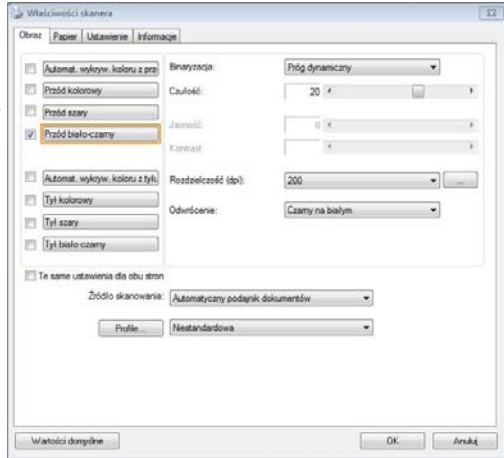 Właściwości skanera
Obraz Papier Ustawienie Informacje
Automat. wykryw. koloru z prze
Przód kolorowy
Przód szary
Przód biało-czarny
Automat. wykryw. koloru z tyłu
Tył kolorowy
Tył szary
Tył biało-czarny
Binaryzacja: Próg dynamiczny
Czułość: 20
Jasność: 0
Kontrast:
Rozdzielczość (dpi): 200 ...
Odwrócenie: Czarny na białym
Te same ustawienia dla obu stron
Źródło skanowania: Automatyczny podajnik dokumentów
Profile... Niestandardowa
Wartości domyślne OK Anuluj